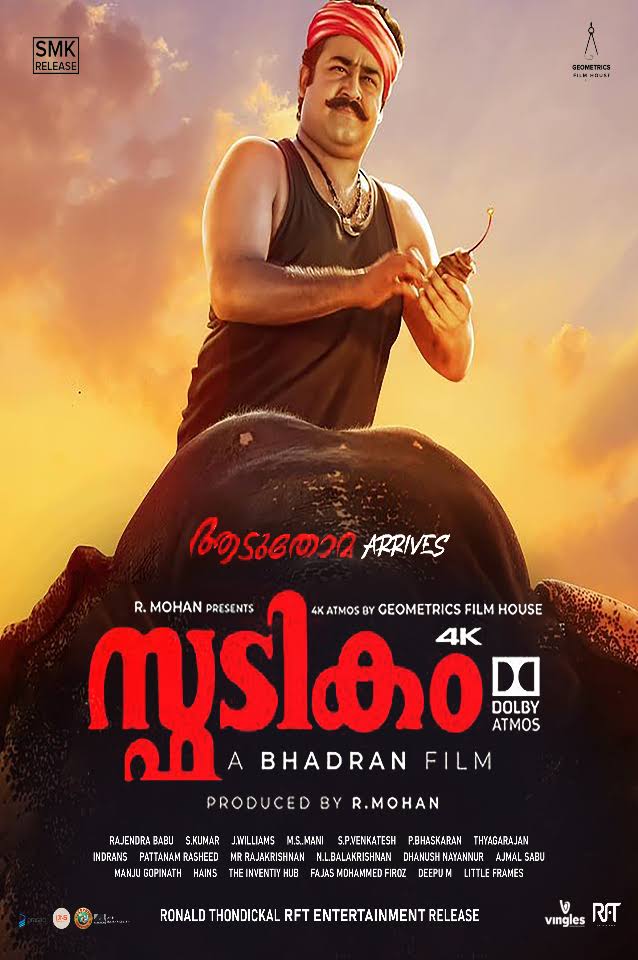 SMK
RELEASE
GEOMETRICS
FILM HOUSE
ആടുതോമ ARRIVES
R. MOHAN PRESENTS 4K ATMOS BY GEOMETRICS FILM HOUSE
സ്ഫടികം 4K
DOLBY
ATMOS
A BHADRAN FILM
PRODUCED BY R.MOHAN
RAJENDRA BABU S.KUMAR J.WILLIAMS M.S.MANI S.P.VENKATESH P.BHASKARAN THYAGARAJAN
INDRANS PATTANAM RASHEED MR RAJAKRISHNAN N.L.BALAKRISHNAN DHANUSH NAYANNUR AJMAL SABU
MANJU GOPINATH HAINS THE INVENTIY HUB FAJAS MOHAMMED FIROZ DEEPU M LITTLE FRAMES
RONALD THONDICKAL RFT ENTERTAINMENT RELEASE
vingles RFT